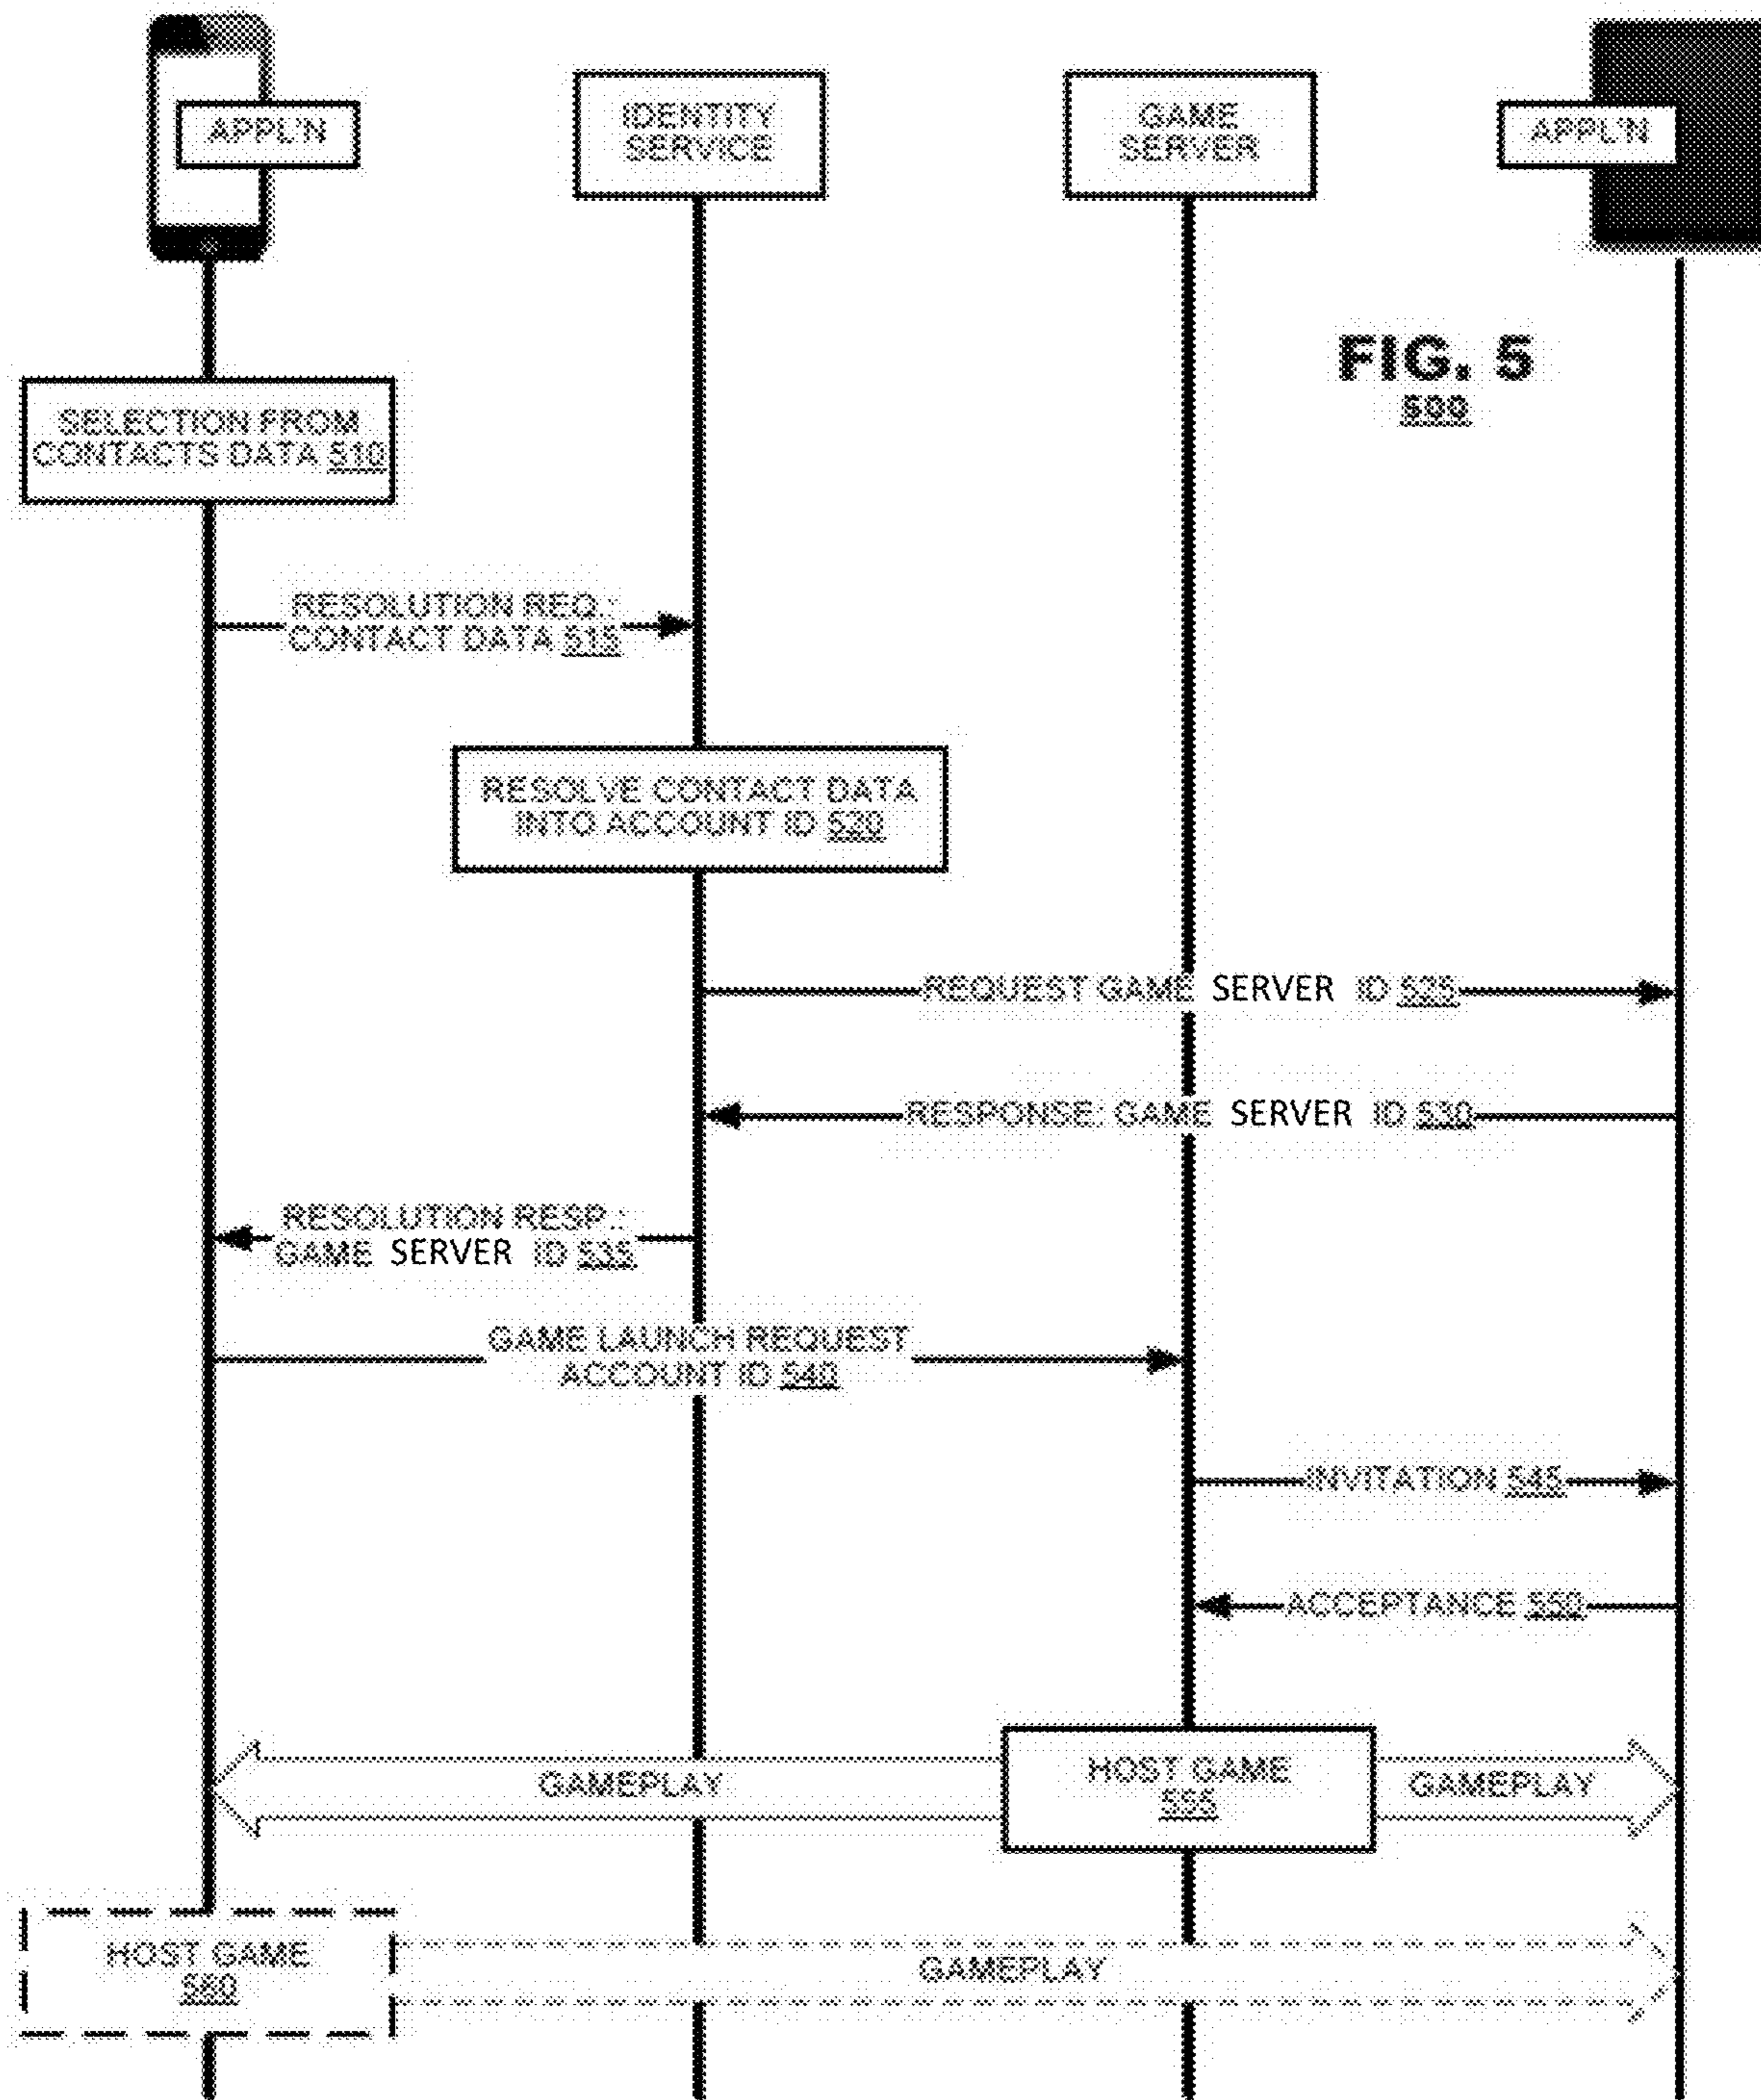 APPL'N
IDENTITY
SERVICE
GAME
SERVER
APPL'N
FIG. 5
500
SELECTION FROM
CONTACTS DATA 510
RESOLUTION REQ.:
CONTACT DATA 515
RESOLVE CONTACT DATA
INTO ACCOUNT ID 520
REQUEST GAME SERVER ID 525
RESPONSE: GAME SERVER ID 530
RESOLUTION RESP.:
GAME SERVER ID 535
GAME LAUNCH REQUEST
ACCOUNT ID 540
INVITATION 545
ACCEPTANCE 550
GAMEPLAY
HOST GAME
555
GAMEPLAY
HOST GAME
560
GAMEPLAY